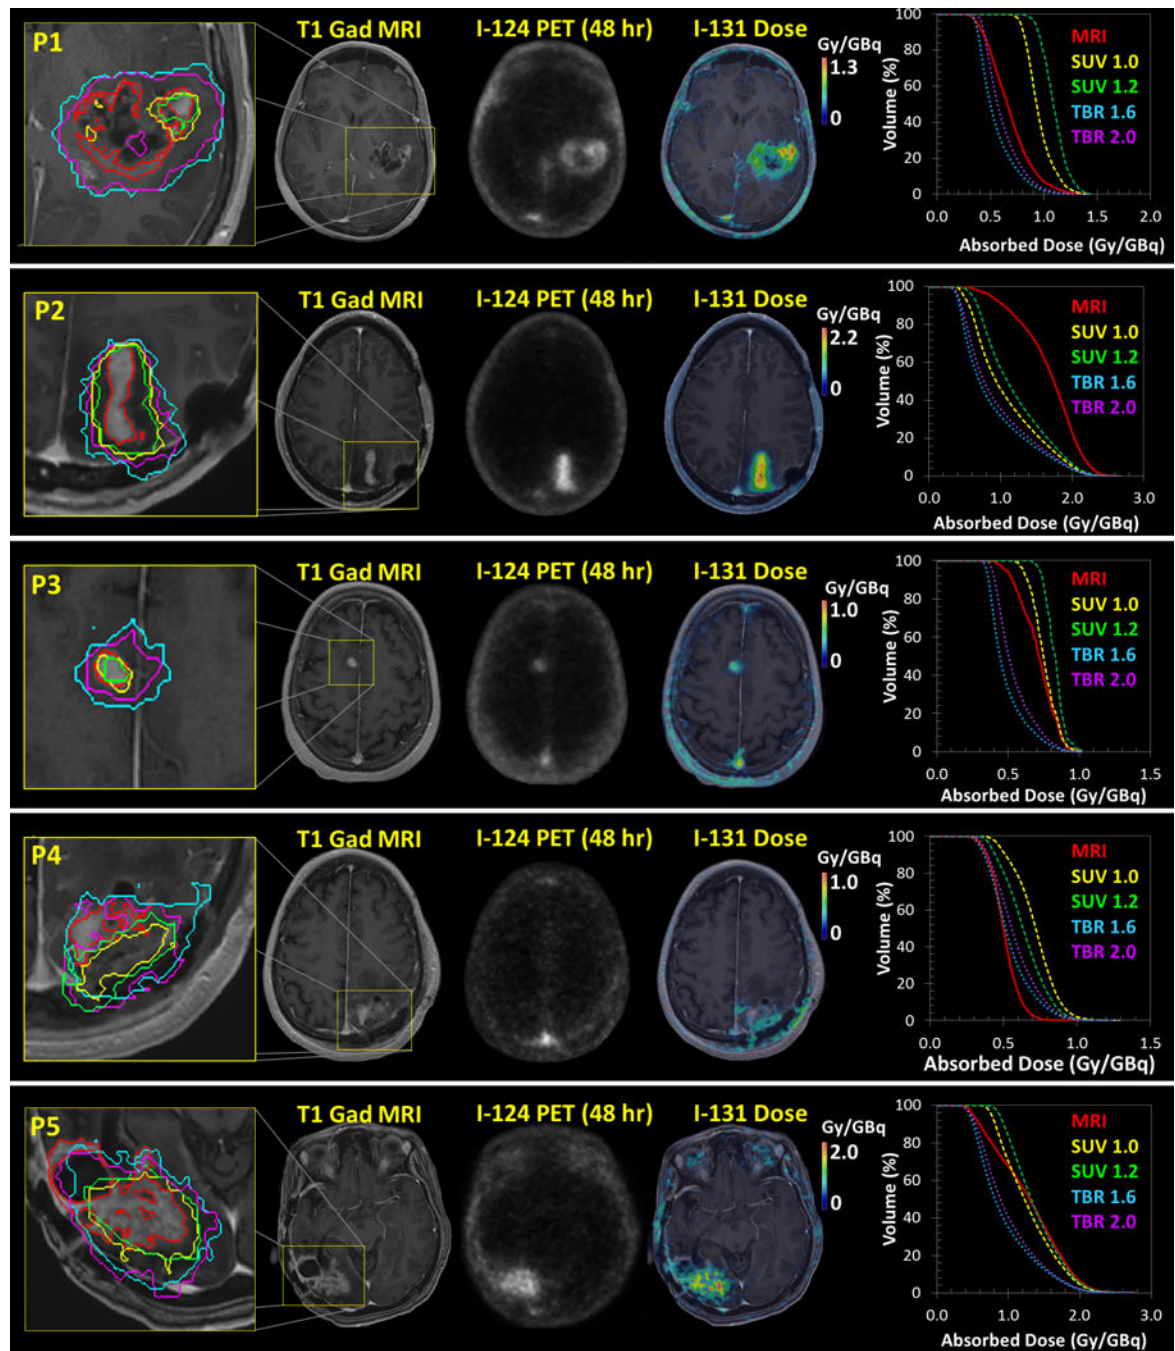 P1
T1 Gad MRI
I-124 PET (48 hr)
I-131 Dose
Gy/GBq
1.3
0
Volume (%)
100
80
60
40
20
0
MRI
SUV 1.0
SUV 1.2
TBR 1.6
TBR 2.0
0.0 0.5 1.0 1.5 2.0
Absorbed Dose (Gy/GBq)
P2
T1 Gad MRI
I-124 PET (48 hr)
I-131 Dose
Gy/GBq
2.2
0
Volume (%)
100
80
60
40
20
0
MRI
SUV 1.0
SUV 1.2
TBR 1.6
TBR 2.0
0.0 1.0 2.0 3.0
Absorbed Dose (Gy/GBq)
P3
T1 Gad MRI
I-124 PET (48 hr)
I-131 Dose
Gy/GBq
1.0
0
Volume (%)
100
80
60
40
20
0
MRI
SUV 1.0
SUV 1.2
TBR 1.6
TBR 2.0
0.0 0.5 1.0 1.5
Absorbed Dose (Gy/GBq)
P4
T1 Gad MRI
I-124 PET (48 hr)
I-131 Dose
Gy/GBq
1.0
0
Volume (%)
100
80
60
40
20
0
MRI
SUV 1.0
SUV 1.2
TBR 1.6
TBR 2.0
0.0 0.5 1.0 1.5
Absorbed Dose (Gy/GBq)
P5
T1 Gad MRI
I-124 PET (48 hr)
I-131 Dose
Gy/GBq
2.0
0
Volume (%)
100
80
60
40
20
0
MRI
SUV 1.0
SUV 1.2
TBR 1.6
TBR 2.0
0.0 1.0 2.0 3.0
Absorbed Dose (Gy/GBq)